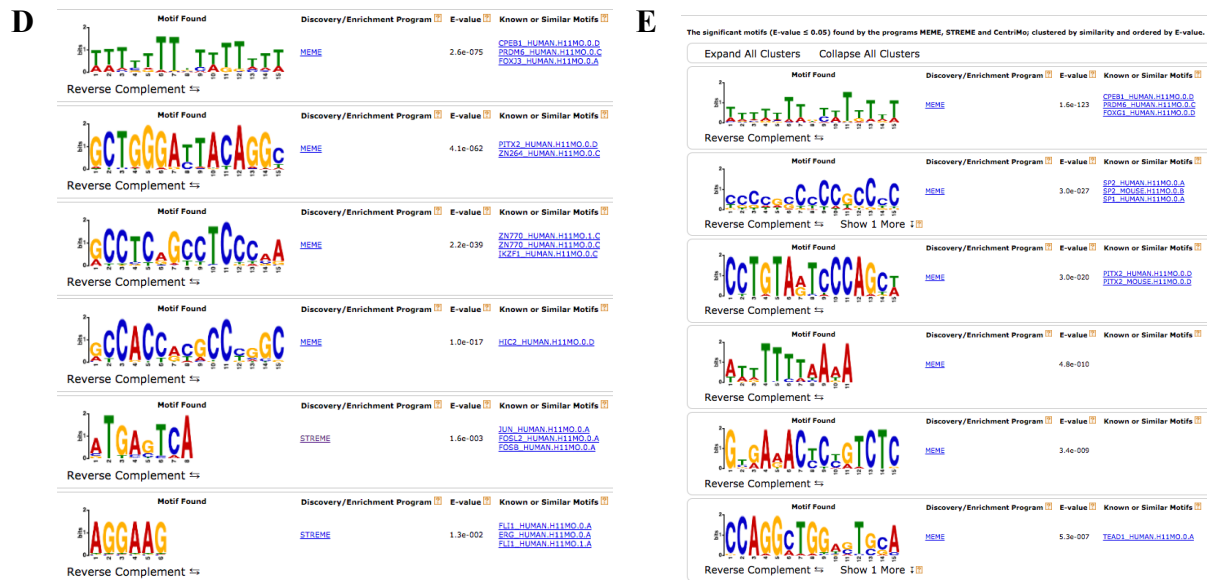 D
Motif Found Discovery/Enrichment Program E-value Known or Similar Motifs
MEME 2.6e-075
CPEB1_HUMAN.H11MO.0.D
PRDM6_HUMAN.H11MO.0.C
FOXJ3_HUMAN.H11MO.0.A
Reverse Complement ⇆
Motif Found Discovery/Enrichment Program E-value Known or Similar Motifs
MEME 4.1e-062
PITX2_HUMAN.H11MO.0.D
ZN264_HUMAN.H11MO.0.C
Reverse Complement ⇆
Motif Found Discovery/Enrichment Program E-value Known or Similar Motifs
MEME 2.2e-039
ZN770_HUMAN.H11MO.1.C
ZN770_HUMAN.H11MO.0.C
IKZF1_HUMAN.H11MO.0.C
Reverse Complement ⇆
Motif Found Discovery/Enrichment Program E-value Known or Similar Motifs
MEME 1.0e-017 HIC2_HUMAN.H11MO.0.D
Reverse Complement ⇆
Motif Found Discovery/Enrichment Program E-value Known or Similar Motifs
ATGAGTCA
STREME 1.6e-003
JUN_HUMAN.H11MO.0.A
FOSL2_HUMAN.H11MO.0.A
FOSB_HUMAN.H11MO.0.A
Reverse Complement ⇆
Motif Found Discovery/Enrichment Program E-value Known or Similar Motifs
AGGAAG
STREME 1.3e-002
FLI1_HUMAN.H11MO.0.A
ERG_HUMAN.H11MO.0.A
FLI1_HUMAN.H11MO.1.A
Reverse Complement ⇆
E
The significant motifs (E-value ≤ 0.05) found by the programs MEME, STREME and CentriMo; clustered by similarity and ordered by E-value.
Expand All Clusters Collapse All Clusters
Motif Found Discovery/Enrichment Program E-value Known or Similar Motifs
MEME 1.6e-123
CPEB1_HUMAN.H11MO.0.D
PRDM6_HUMAN.H11MO.0.C
FOXG1_HUMAN.H11MO.0.D
Reverse Complement ⇆
Motif Found Discovery/Enrichment Program E-value Known or Similar Motifs
MEME 3.0e-027
SP2_HUMAN.H11MO.0.A
SP2_MOUSE.H11MO.0.B
SP1_HUMAN.H11MO.0.A
Reverse Complement ⇆ Show 1 More
Motif Found Discovery/Enrichment Program E-value Known or Similar Motifs
MEME 3.0e-020
PITX2_HUMAN.H11MO.0.D
PITX2_MOUSE.H11MO.0.D
Reverse Complement ⇆
Motif Found Discovery/Enrichment Program E-value Known or Similar Motifs
MEME 4.8e-010
Reverse Complement ⇆
Motif Found Discovery/Enrichment Program E-value Known or Similar Motifs
MEME 3.4e-009
Reverse Complement ⇆
Motif Found Discovery/Enrichment Program E-value Known or Similar Motifs
MEME 5.3e-007 TEAD1_HUMAN.H11MO.0.A
Reverse Complement ⇆ Show 1 More